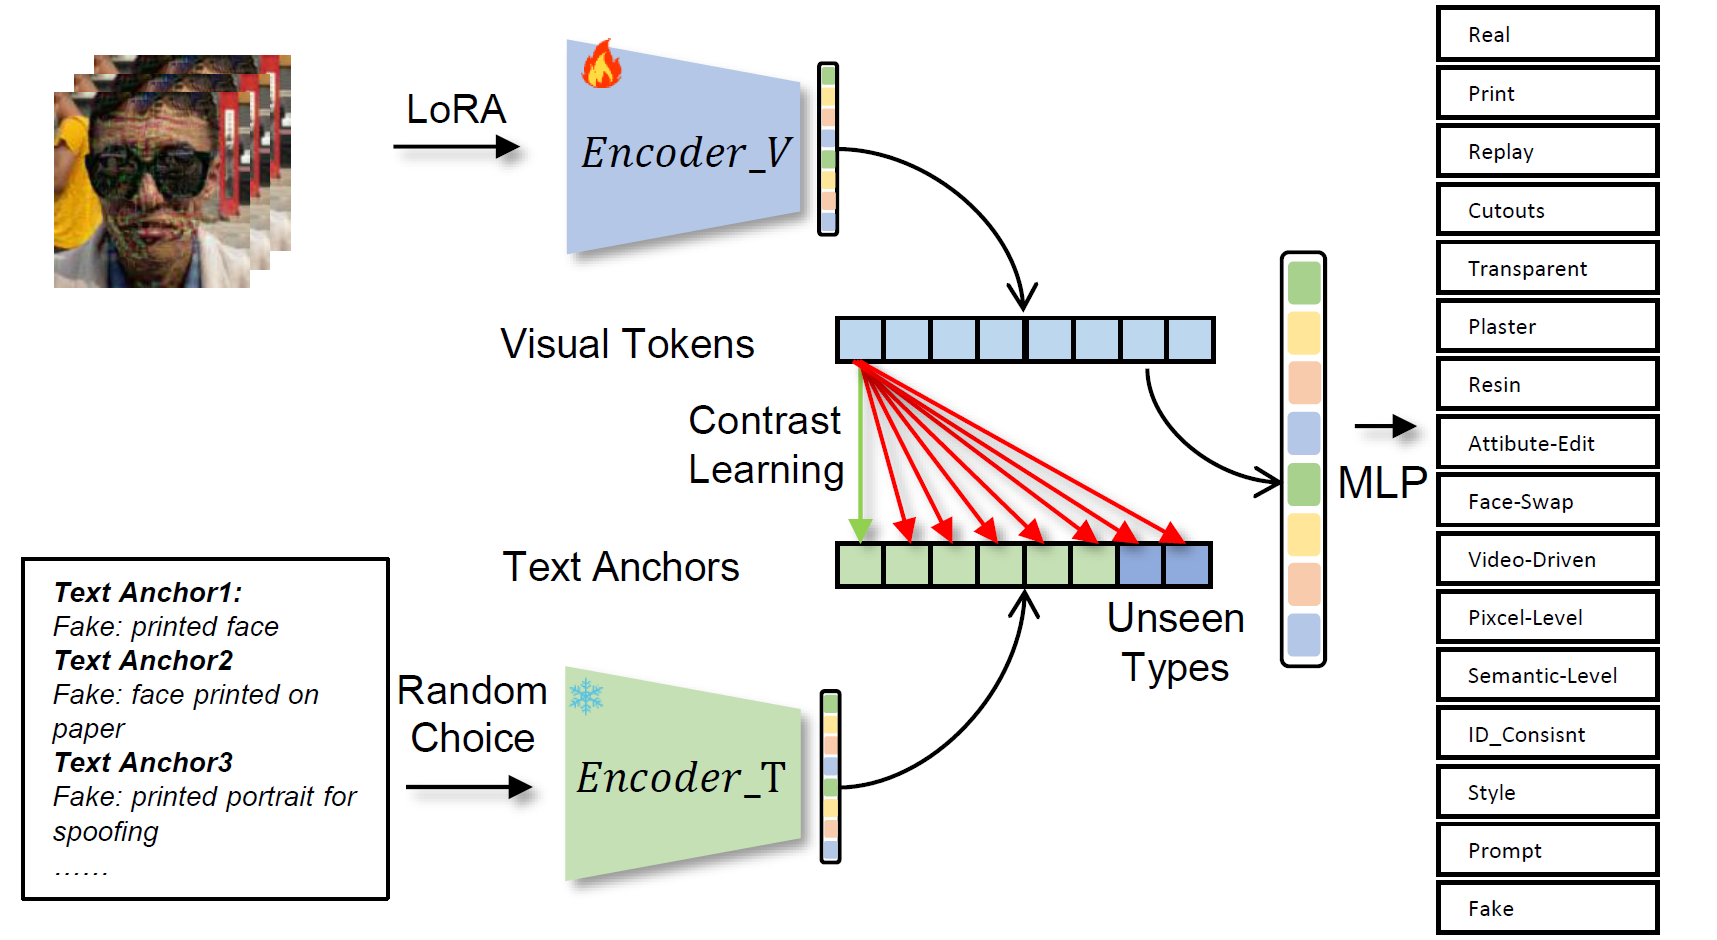 LoRA
Encoder_V
Visual Tokens
Contrast
Learning
Text Anchors
Unseen
Types
Text Anchor1:
Fake: printed face
Text Anchor2
Fake: face printed on
paper
Text Anchor3
Fake: printed portrait for
spoofing
......
Random
Choice
Encoder_T
MLP
Real
Print
Replay
Cutouts
Transparent
Plaster
Resin
Attibute-Edit
Face-Swap
Video-Driven
Pixcel-Level
Semantic-Level
ID_Consisnt
Style
Prompt
Fake